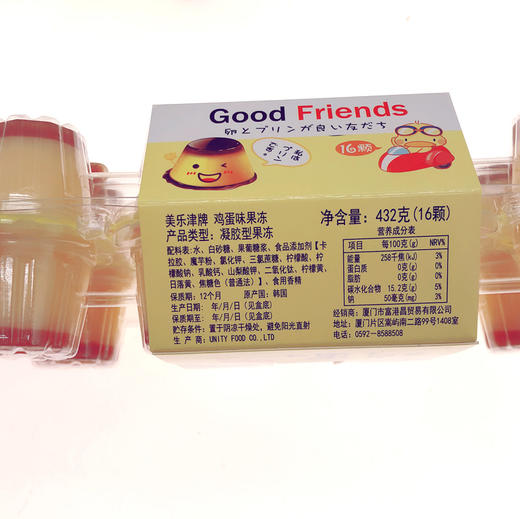 Good Friends
卵とプリンが良い友だち
私は
プリン
16颗
美乐津牌 鸡蛋味果冻
产品类型：凝胶型果冻
配料表：水、白砂糖、果葡糖浆、食品添加剂【卡
拉胶、魔芋粉、氯化钾、三氯蔗糖、柠檬酸、柠
檬酸钠、乳酸钙、山梨酸钾、二氧化钛、柠檬黄、
日落黄、焦糖色（普通法）】、食用香精
保质期：12个月 原产国：韩国
生产日期： 年/月/日（见盒底）
保质期至： 年/月/日（见盒底）
贮存条件：置于阴凉干燥处，避免阳光直射
生 产 商：UNITY FOOD CO.,LTD
净含量：432克(16颗)
营养成分表
项目 每100克(g) NRV%
能量 258千焦(kJ) 3%
蛋白质 0克(g) 0%
脂肪 0克(g) 0%
碳水化合物 15.2克(g) 5%
钠 50毫克(mg) 3%
经销商：厦门市富港昌贸易有限公司
地址：厦门片区嵩屿南二路99号1408室
电话：0592-8588508